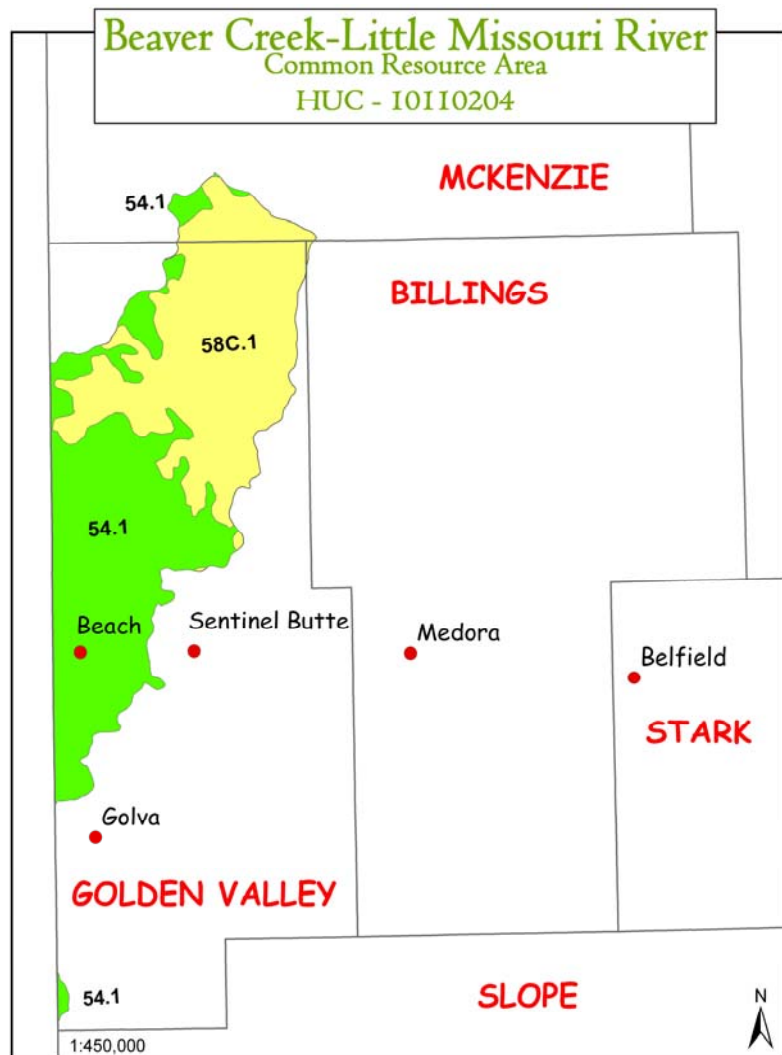 Beaver Creek-Little Missouri River
Common Resource Area
HUC - 10110204
MCKENZIE
54.1
BILLINGS
58C.1
54.1
Beach
Sentinel Butte
Medora
Belfield
STARK
Golva
GOLDEN VALLEY
54.1
SLOPE
N
1:450,000